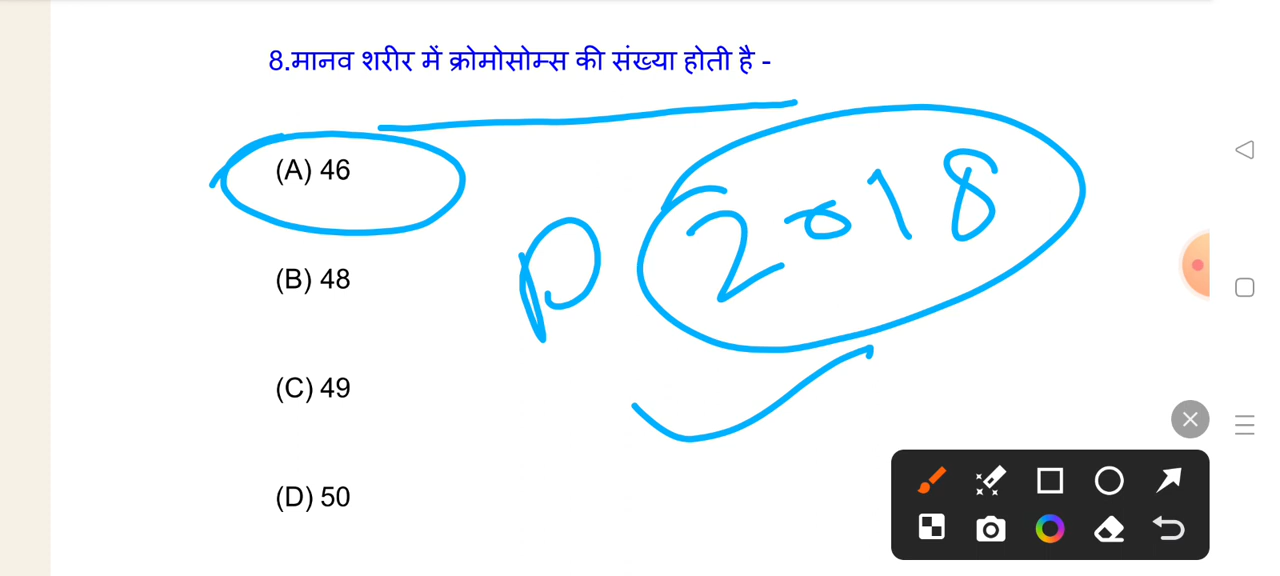 8.मानव शरीर में क्रोमोसोम्स की संख्या होती है -
(A) 46
P 2018
(B) 48
(C) 49
(D) 50